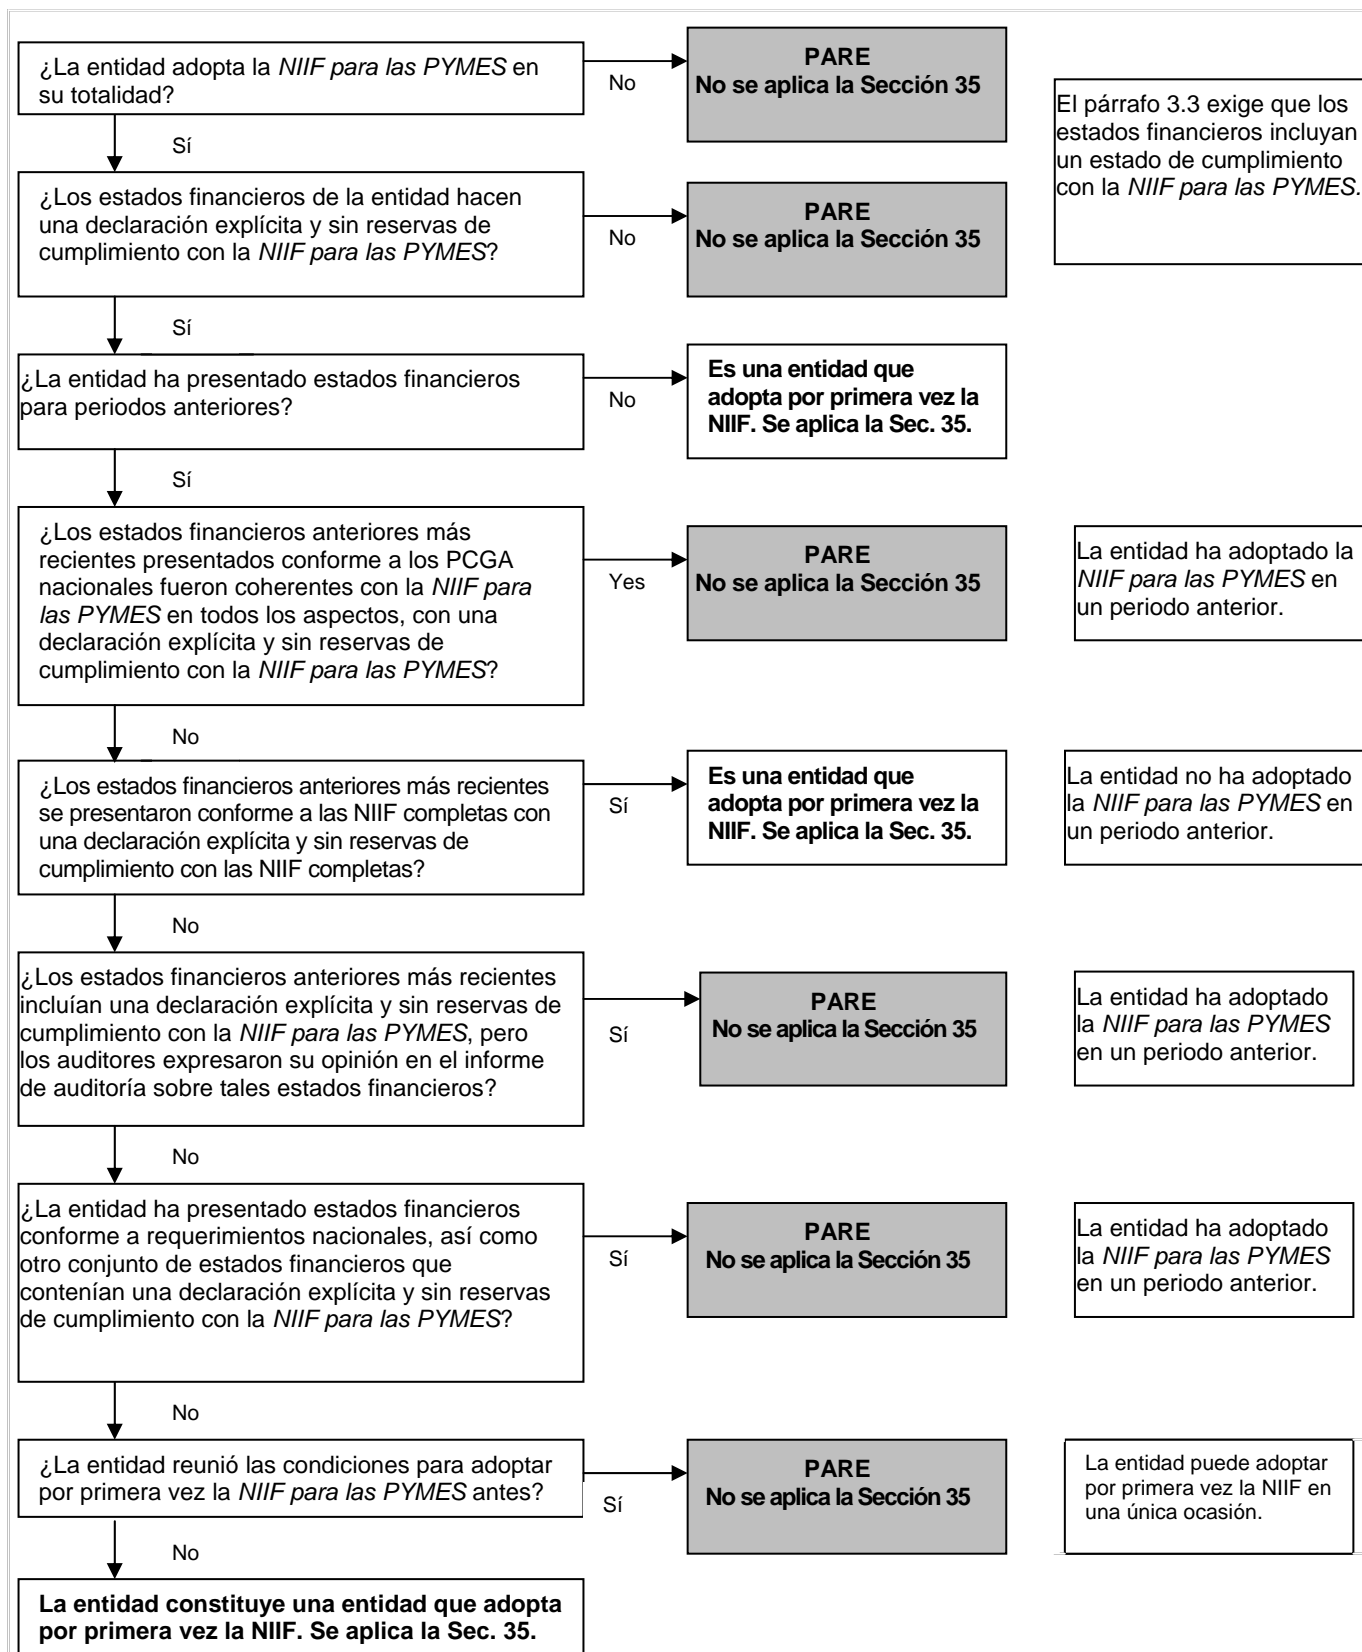 ¿La entidad adopta la NIIF para las PYMES en
su totalidad?
No
PARE
No se aplica la Sección 35
El párrafo 3.3 exige que los
estados financieros incluyan
un estado de cumplimiento
con la NIIF para las PYMES.
Sí
¿Los estados financieros de la entidad hacen
una declaración explícita y sin reservas de
cumplimiento con la NIIF para las PYMES?
No
PARE
No se aplica la Sección 35
Sí
¿La entidad ha presentado estados financieros
para periodos anteriores?
No
Es una entidad que
adopta por primera vez la
NIIF. Se aplica la Sec. 35.
Sí
¿Los estados financieros anteriores más
recientes presentados conforme a los PCGA
nacionales fueron coherentes con la NIIF para
las PYMES en todos los aspectos, con una
declaración explícita y sin reservas de
cumplimiento con la NIIF para las PYMES?
Yes
PARE
No se aplica la Sección 35
La entidad ha adoptado la
NIIF para las PYMES en
un periodo anterior.
No
¿Los estados financieros anteriores más recientes
se presentaron conforme a las NIIF completas con
una declaración explícita y sin reservas de
cumplimiento con las NIIF completas?
Sí
Es una entidad que
adopta por primera vez la
NIIF. Se aplica la Sec. 35.
La entidad no ha adoptado
la NIIF para las PYMES en
un periodo anterior.
No
¿Los estados financieros anteriores más recientes
incluían una declaración explícita y sin reservas de
cumplimiento con la NIIF para las PYMES, pero
los auditores expresaron su opinión en el informe
de auditoría sobre tales estados financieros?
Sí
PARE
No se aplica la Sección 35
La entidad ha adoptado
la NIIF para las PYMES
en un periodo anterior.
No
¿La entidad ha presentado estados financieros
conforme a requerimientos nacionales, así como
otro conjunto de estados financieros que
contenían una declaración explícita y sin reservas
de cumplimiento con la NIIF para las PYMES?
Sí
PARE
No se aplica la Sección 35
La entidad ha adoptado
la NIIF para las PYMES
en un periodo anterior.
No
¿La entidad reunió las condiciones para adoptar
por primera vez la NIIF para las PYMES antes?
Sí
PARE
No se aplica la Sección 35
La entidad puede adoptar
por primera vez la NIIF en
una única ocasión.
No
La entidad constituye una entidad que adopta
por primera vez la NIIF. Se aplica la Sec. 35.